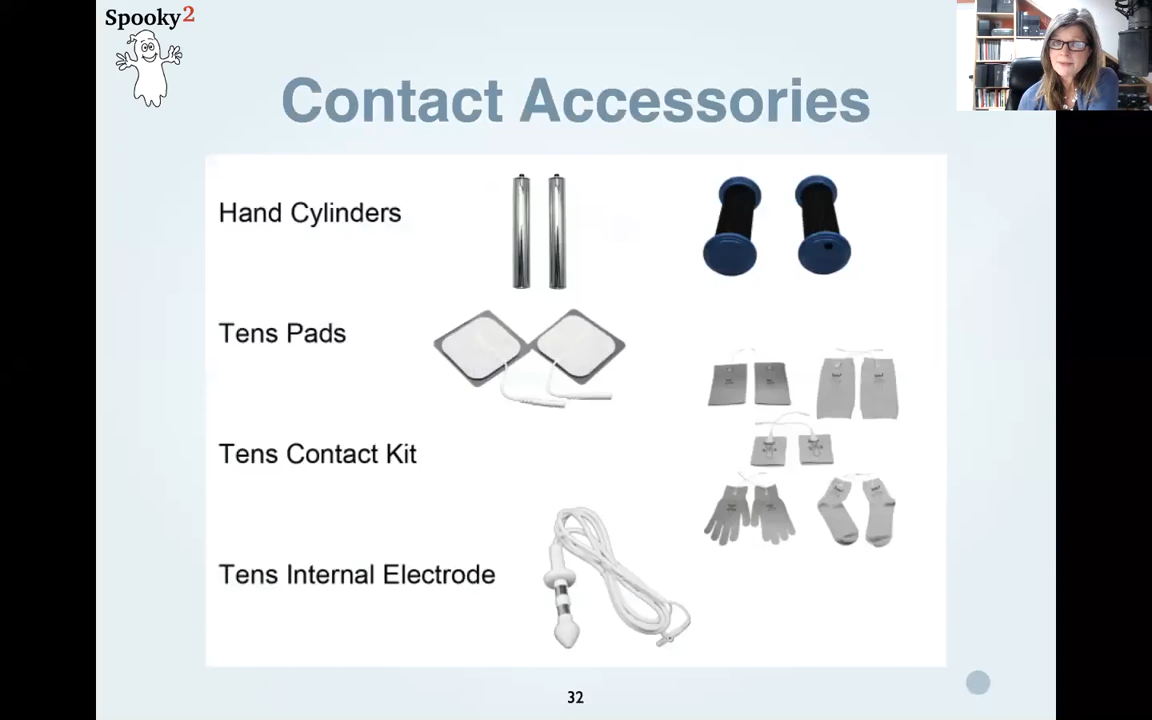 Spooky2
Contact Accessories
Hand Cylinders
Tens Pads
Tens Contact Kit
Tens Internal Electrode
32